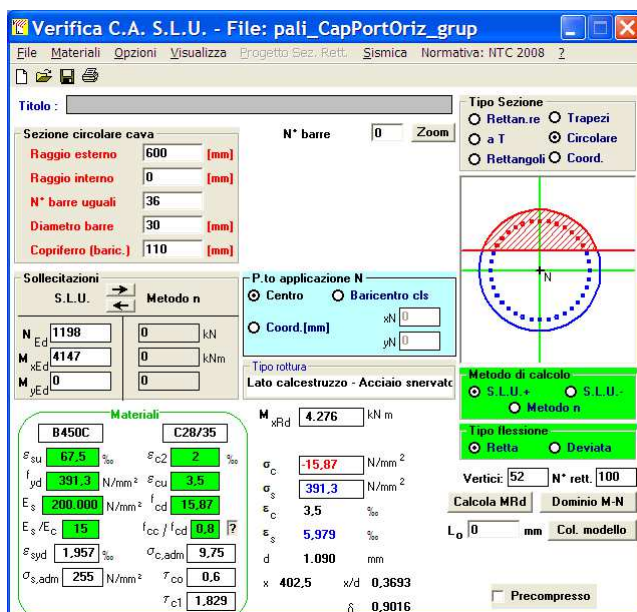 Verifica C.A. S.L.U. - File: pali_CapPortOriz_grup
File Materiali Opzioni Visualizza Progetto Sez. Rett. Sismica Normativa: NTC 2008 ?
Titolo :
Tipo Sezione
Rettan.re Trapezi
a T Circolare
Rettangoli Coord.
Sezione circolare cava
N° barre 0 Zoom
Raggio esterno 600 [mm]
Raggio interno 0 [mm]
N° barre uguali 36
Diametro barre 30 [mm]
Copriferro (baric.) 110 [mm]
N
Sollecitazioni
S.L.U. Metodo n
N Ed 1198 0 kN
M xEd 4147 0 kNm
M yEd 0 0
P.to applicazione N
Centro Baricentro cls
Coord.[mm] xN 0
yN 0
Tipo rottura
Lato calcestruzzo - Acciaio snervato
Metodo di calcolo
S.L.U.+ S.L.U.-
Metodo n
Tipo flessione
Retta Deviata
Materiali
B450C C28/35
ε su 67,5 ‰ ε c2 2 ‰
f yd 391,3 N/mm² ε cu 3,5
E s 200.000 N/mm² f cd 15,87
E s /E c 15 f cc / f cd 0,8 ?
ε syd 1,957 ‰ σ c,adm 9,75
σ s,adm 255 N/mm² τ co 0,6
τ c1 1,829
M xRd 4.276 kN m
σ c -15,87 N/mm²
σ s 391,3 N/mm²
ε c 3,5 ‰
ε s 5,979 ‰
d 1.090 mm
x 402,5 x/d 0,3693
δ 0,9016
Vertici: 52 N° rett. 100
Calcola MRd Dominio M-N
L o 0 mm Col. modello
Precompresso